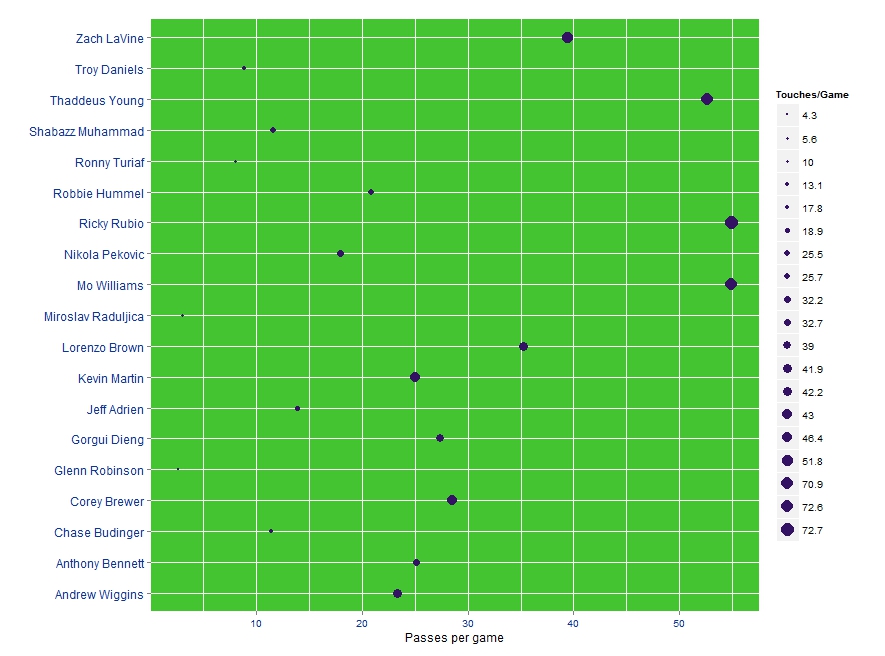 Zach LaVine
Troy Daniels
Thaddeus Young
Shabazz Muhammad
Ronny Turiaf
Robbie Hummel
Ricky Rubio
Nikola Pekovic
Mo Williams
Miroslav Raduljica
Lorenzo Brown
Kevin Martin
Jeff Adrien
Gorgui Dieng
Glenn Robinson
Corey Brewer
Chase Budinger
Anthony Bennett
Andrew Wiggins
10 20 30 40 50
Passes per game
Touches/Game
4.3
5.6
10
13.1
17.8
18.9
25.5
25.7
32.2
32.7
39
41.9
42.2
43
46.4
51.8
70.9
72.6
72.7